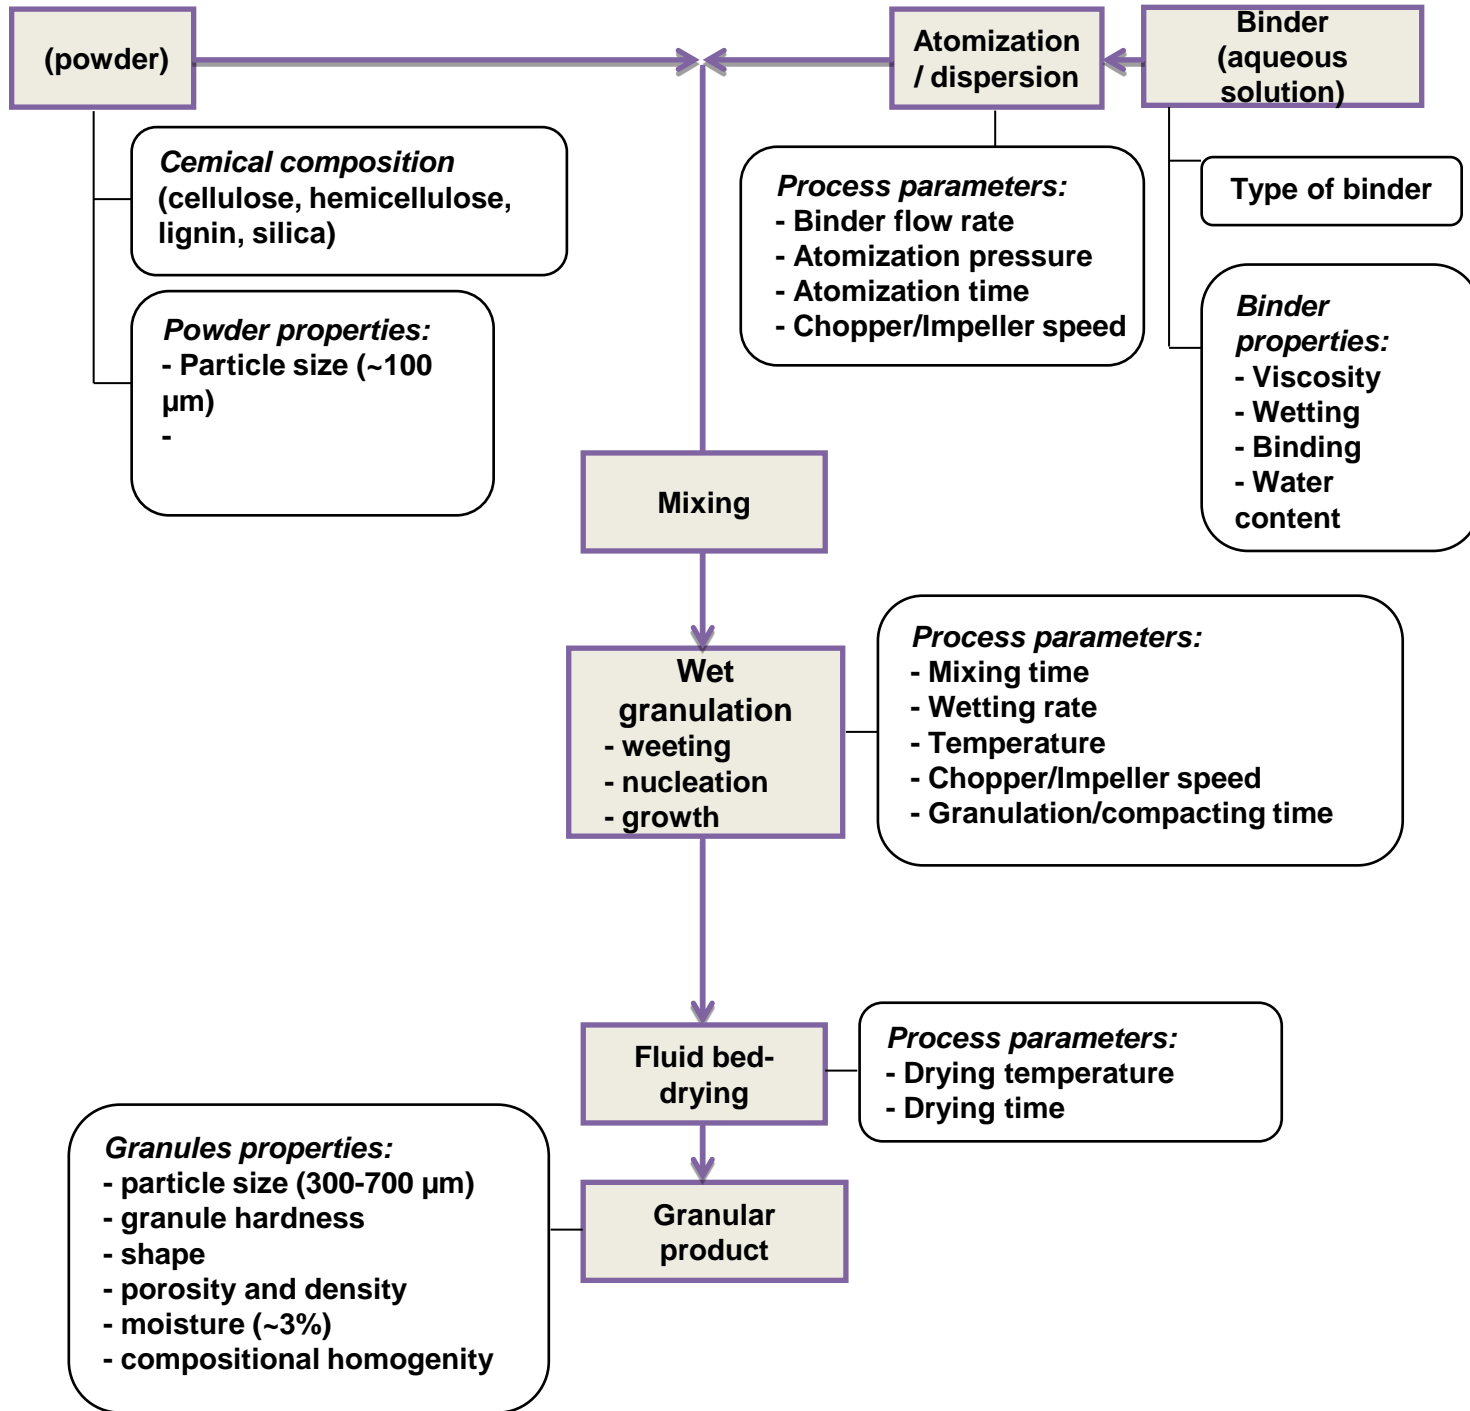 (powder)
Atomization
/ dispersion
Binder
(aqueous
solution)
Cemical composition
(cellulose, hemicellulose,
lignin, silica)
Process parameters:
- Binder flow rate
- Atomization pressure
- Atomization time
- Chopper/Impeller speed
Type of binder
Powder properties:
- Particle size (~100
µm)
-
Binder
properties:
- Viscosity
- Wetting
- Binding
- Water
content
Mixing
Wet
granulation
- weeting
- nucleation
- growth
Process parameters:
- Mixing time
- Wetting rate
- Temperature
- Chopper/Impeller speed
- Granulation/compacting time
Fluid bed-
drying
Process parameters:
- Drying temperature
- Drying time
Granules properties:
- particle size (300-700 µm)
- granule hardness
- shape
- porosity and density
- moisture (~3%)
- compositional homogenity
Granular
product